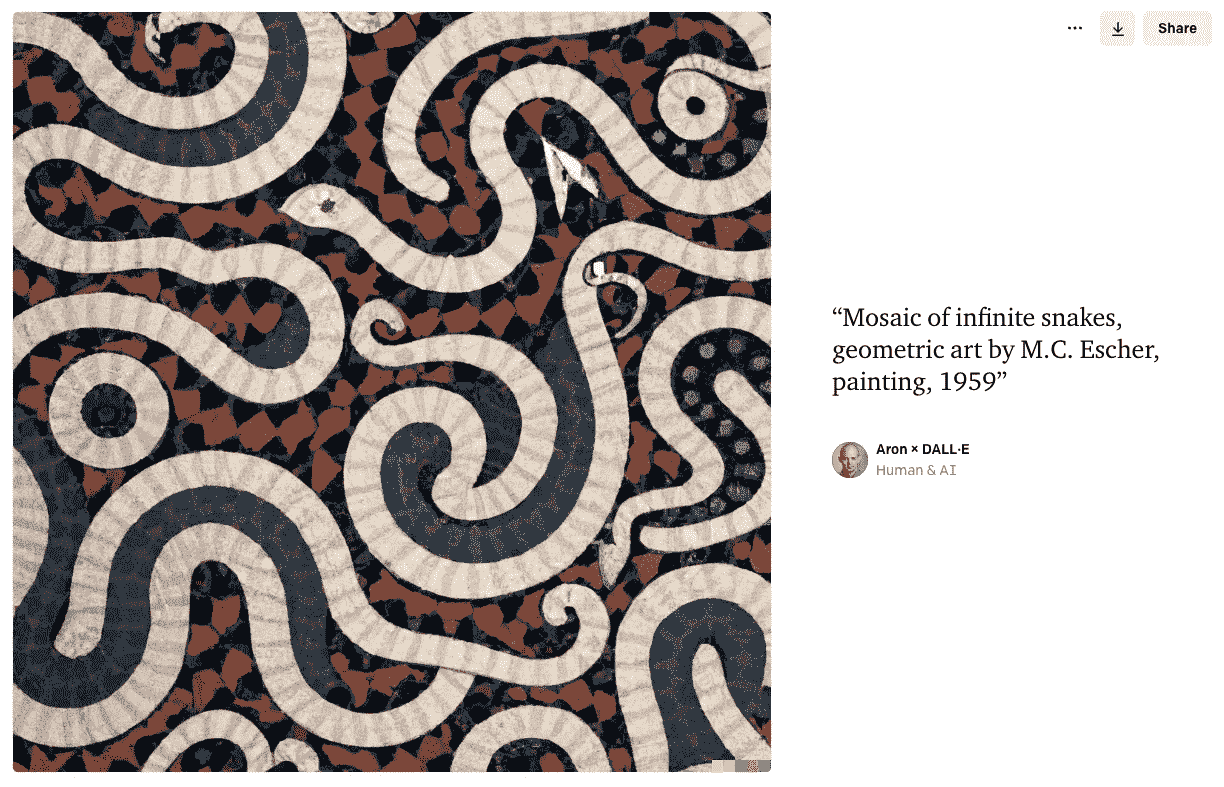 Share
“Mosaic of infinite snakes,
geometric art by M.C. Escher,
painting, 1959”
Aron × DALL·E
Human & AI